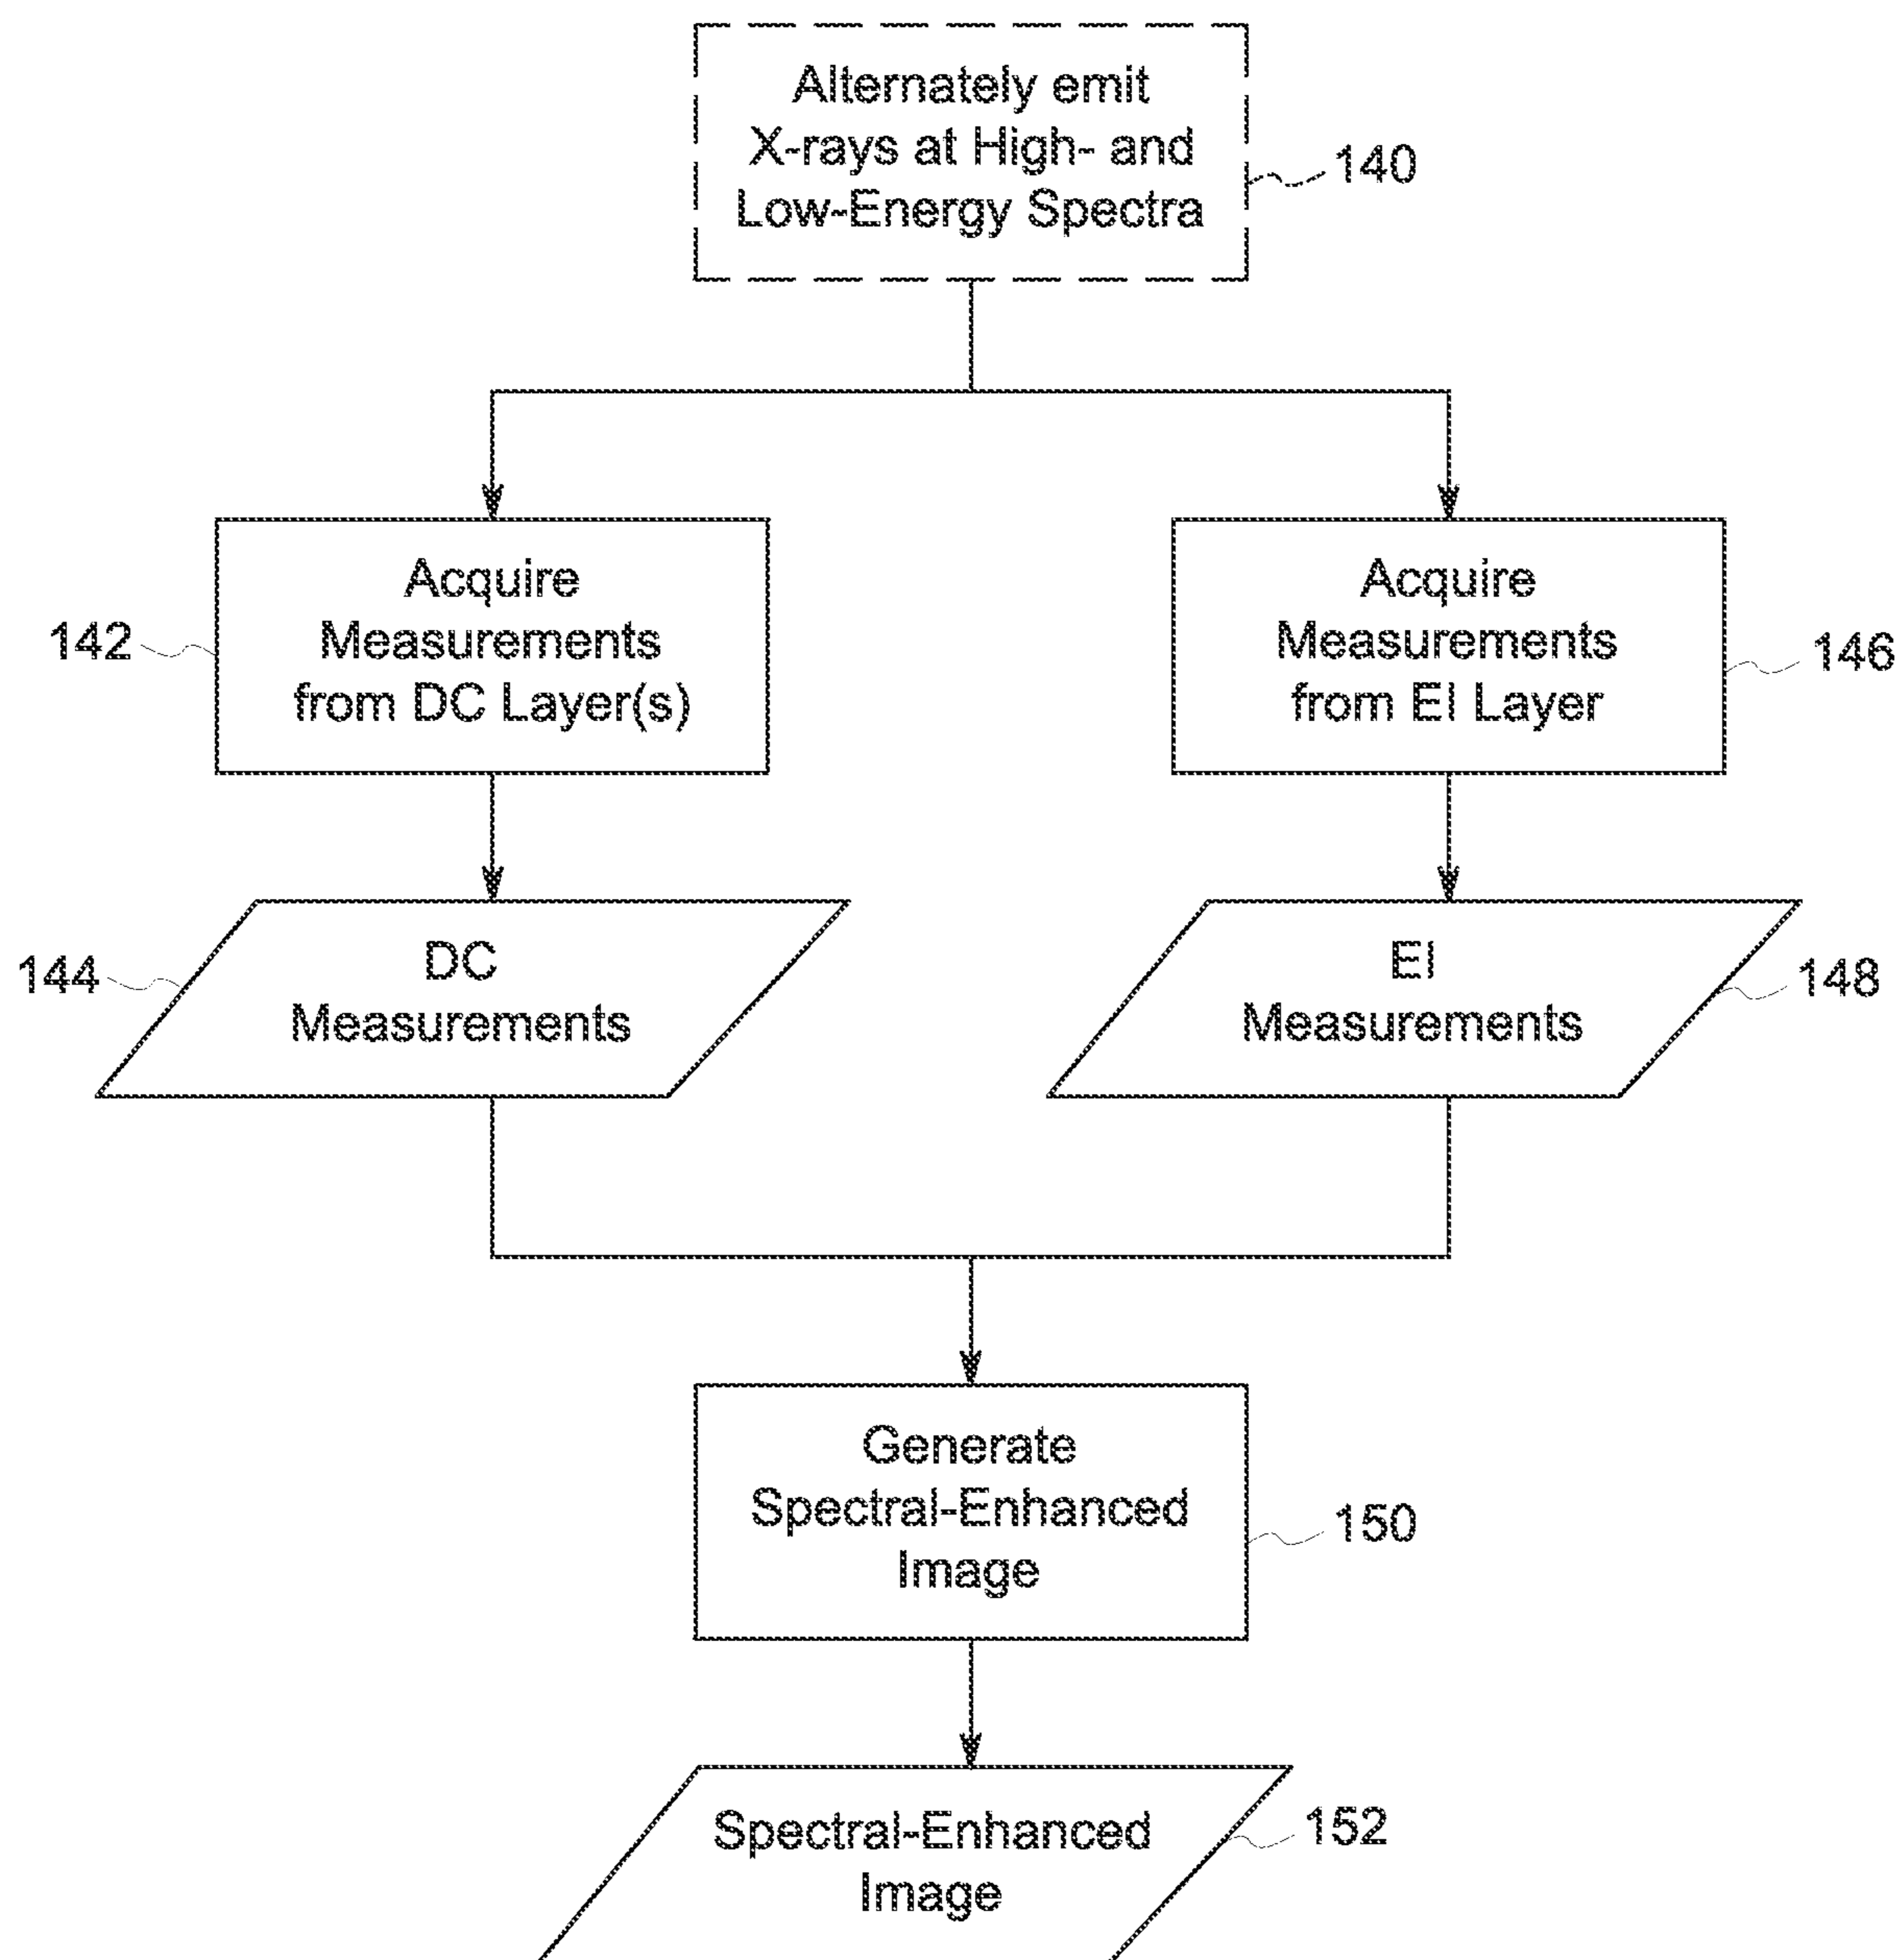 Alternately emit
X-rays at High- and
Low-Energy Spectra
140
Acquire
Measurements
from DC Layer(s)
142
Acquire
Measurements
from EI Layer
146
DC
Measurements
144
EI
Measurements
148
Generate
Spectral-Enhanced
Image
150
Spectral-Enhanced
Image
152